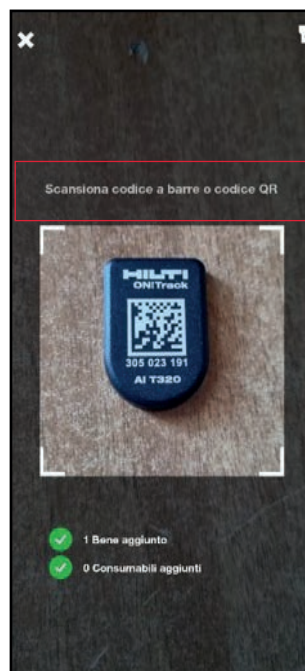 Scansiona codice a barre o codice QR
HILTI
ON!Track
305 023 191
AI T320
1 Bene aggiunto
0 Consumabili aggiunti